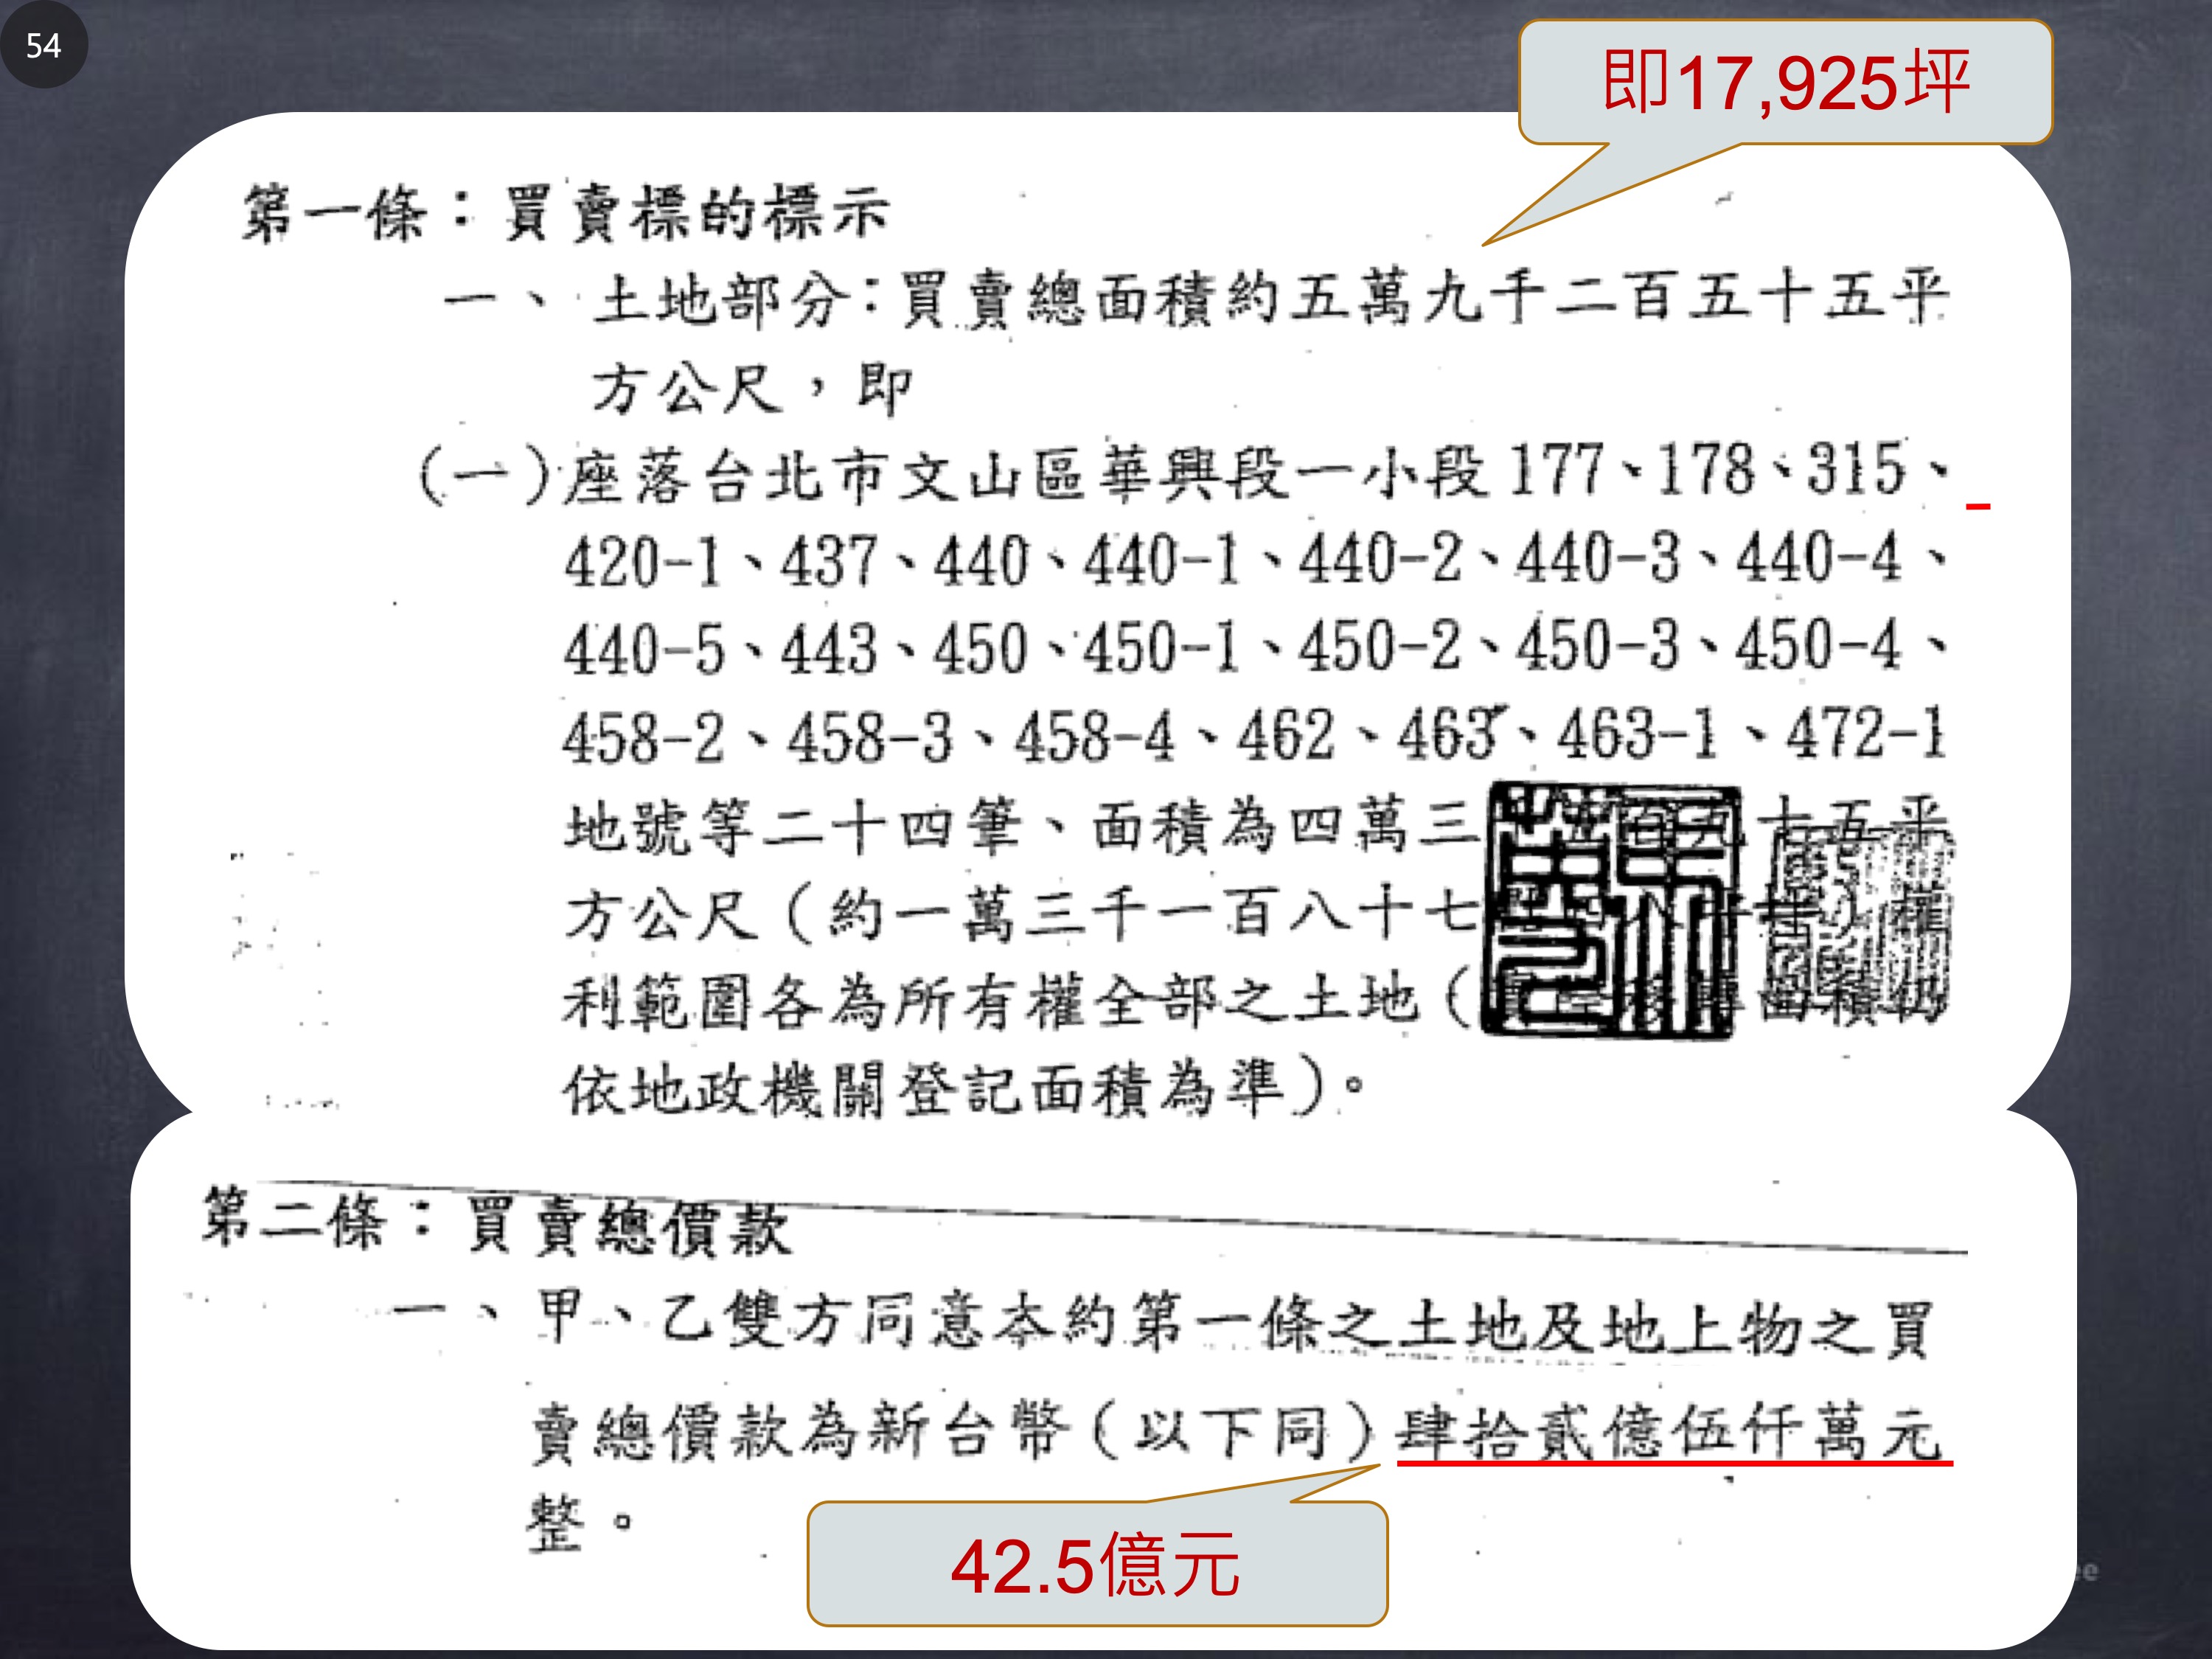 54
即17,925坪
第一條：買賣標的標示
一、土地部分：買賣總面積約五萬九千二百五十五平
方公尺，即
（一）座落台北市文山區華興段一小段177、178、315、
420-1、437、440、440-1、440-2、440-3、440-4、
440-5、443、450、450-1、450-2、450-3、450-4、
458-2、458-3、458-4、462、463、463-1、472-1
地號等二十四筆、面積為四萬三 百九十五平
方公尺（約一萬三千一百八十七 權
利範圍各為所有權全部之土地（ 面積仍
依地政機關登記面積為準）。
第二條：買賣總價款
一、甲、乙雙方同意本約第一條之土地及地上物之買
賣總價款為新台幣（以下同）肆拾貳億伍仟萬元
整。
42.5億元
ee